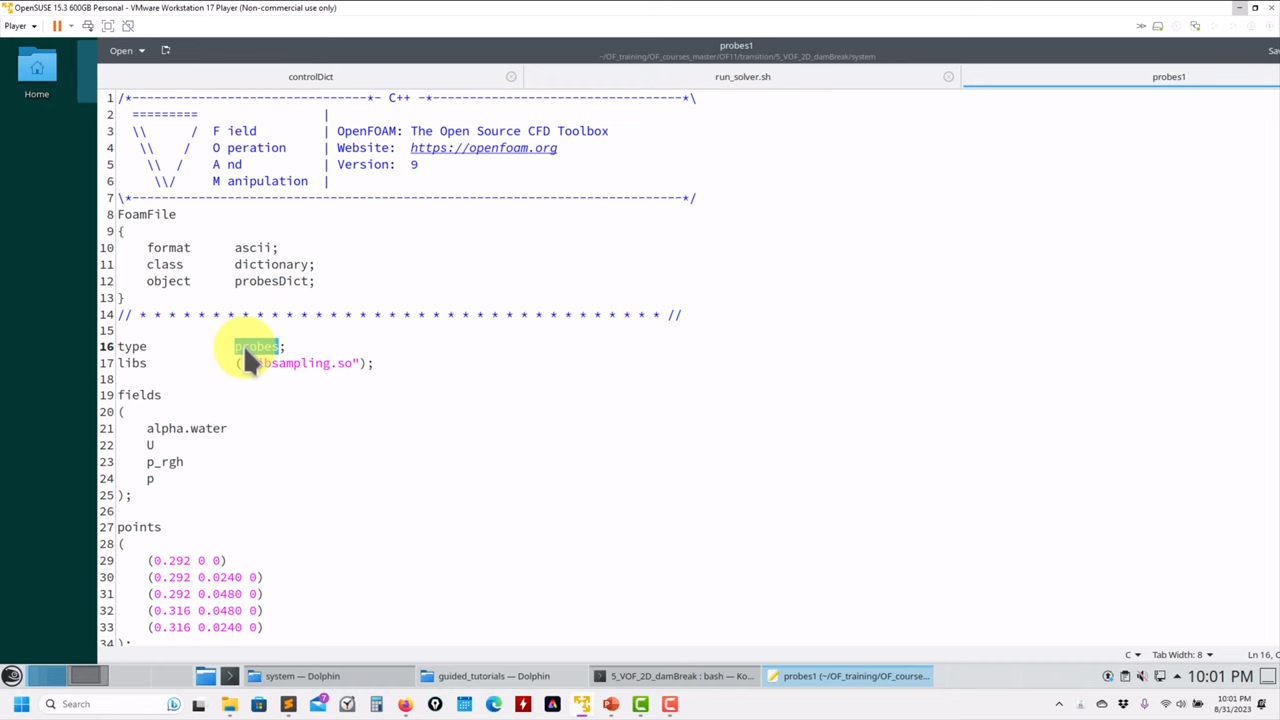 OpenSUSE 15.3 600GB Personal - VMware Workstation 17 Player (Non-commercial use only)
Player
Open
probes1
~/OF_training/OF_courses_master/OF11/transition/5_VOF_2D_damBreak/system
Sa
controlDict
run_solver.sh
probes1
Home
1 /*--------------------------------*- C++ -*----------------------------------*\
2 ========= |
3 \\ / F ield | OpenFOAM: The Open Source CFD Toolbox
4 \\ / O peration | Website: https://openfoam.org
5 \\ / A nd | Version: 9
6 \\/ M anipulation |
7 \*---------------------------------------------------------------------------*/
8 FoamFile
9 {
10 format ascii;
11 class dictionary;
12 object probesDict;
13 }
14 // * * * * * * * * * * * * * * * * * * * * * * * * * * * * * * * * * * * * //
15
16 type probes;
17 libs ( bsampling.so");
18
19 fields
20 (
21 alpha.water
22 U
23 p_rgh
24 p
25 );
26
27 points
28 (
29 (0.292 0 0)
30 (0.292 0.0240 0)
31 (0.292 0.0480 0)
32 (0.316 0.0480 0)
33 (0.316 0.0240 0)
34 );
C
Tab Width: 8
Ln 16, C
system — Dolphin
guided_tutorials — Dolphin
5_VOF_2D_damBreak : bash — Ko...
probes1 (~/OF_training/OF_course...
10:01 PM
Search
7
10:01 PM
8/31/2023